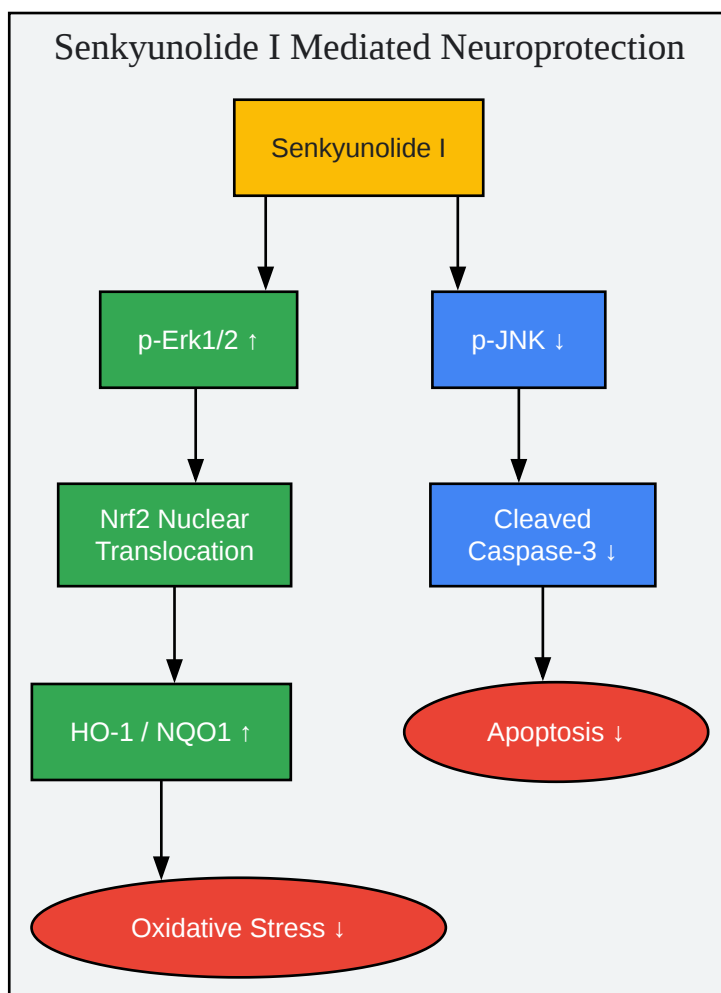 Senkyunolide I Mediated Neuroprotection
Senkyunolide I
p-Erk1/2 ↑
p-JNK ↓
Nrf2 Nuclear
Translocation
Cleaved
Caspase-3 ↓
HO-1 / NQO1 ↑
Apoptosis ↓
Oxidative Stress ↓